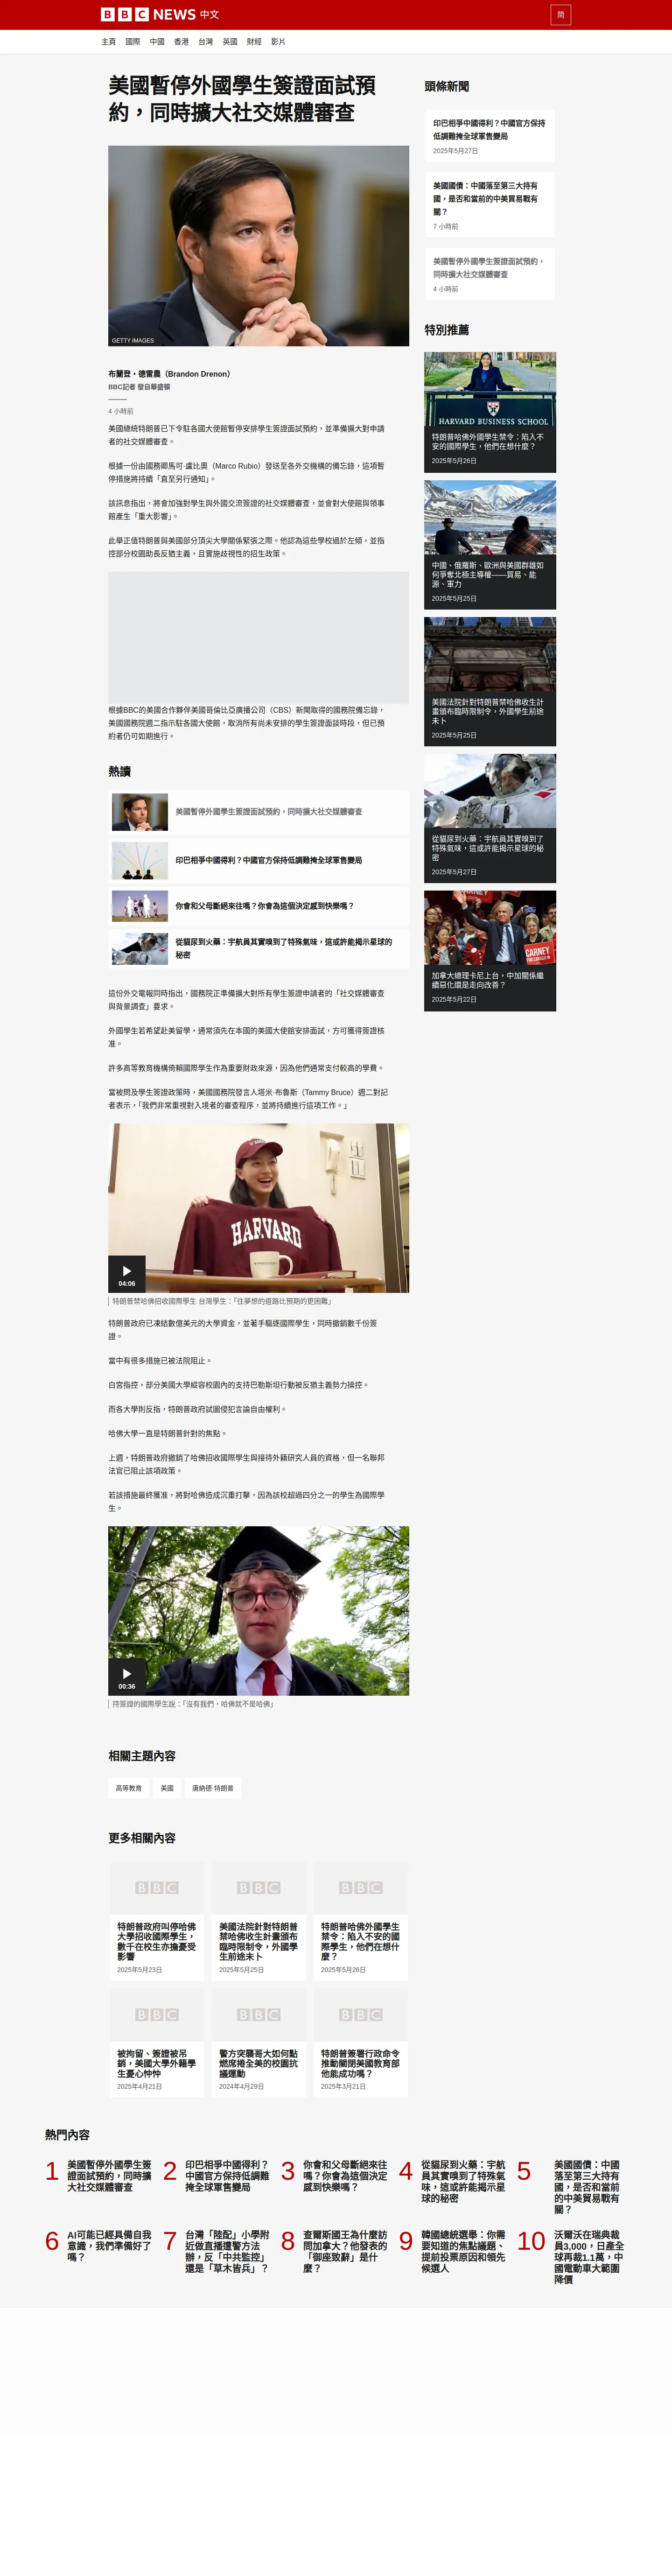 BBC NEWS 中文
简
主頁 國際 中國 香港 台灣 英國 財經 影片
美國暫停外國學生簽證面試預
約，同時擴大社交媒體審查
GETTY IMAGES
布蘭登・德雷農（Brandon Drenon）
BBC記者 發自華盛頓
4 小時前
美國總統特朗普已下令駐各國大使館暫停安排學生簽證面試預約，並準備擴大對申請
者的社交媒體審查。
根據一份由國務卿馬可·盧比奧（Marco Rubio）發送至各外交機構的備忘錄，這項暫
停措施將持續「直至另行通知」。
該訊息指出，將會加強對學生與外國交流簽證的社交媒體審查，並會對大使館與領事
館產生「重大影響」。
此舉正值特朗普與美國部分頂尖大學關係緊張之際。他認為這些學校過於左傾，並指
控部分校園助長反猶主義，且實施歧視性的招生政策。
根據BBC的美國合作夥伴美國哥倫比亞廣播公司（CBS）新聞取得的國務院備忘錄，
美國國務院週二指示駐各國大使館，取消所有尚未安排的學生簽證面談時段，但已預
約者仍可如期進行。
熱讀
美國暫停外國學生簽證面試預約，同時擴大社交媒體審查
印巴相爭中國得利？中國官方保持低調難掩全球軍售變局
你會和父母斷絕來往嗎？你會為這個決定感到快樂嗎？
從貓尿到火藥：宇航員其實嗅到了特殊氣味，這或許能揭示星球的
秘密
這份外交電報同時指出，國務院正準備擴大對所有學生簽證申請者的「社交媒體審查
與背景調查」要求。
外國學生若希望赴美留學，通常須先在本國的美國大使館安排面試，方可獲得簽證核
准。
許多高等教育機構倚賴國際學生作為重要財政來源，因為他們通常支付較高的學費。
當被問及學生簽證政策時，美國國務院發言人塔米·布魯斯（Tammy Bruce）週二對記
者表示，「我們非常重視對入境者的審查程序，並將持續進行這項工作。」
HARVARD
04:06
特朗普禁哈佛招收國際學生 台灣學生：「往夢想的道路比預期的更困難」
特朗普政府已凍結數億美元的大學資金，並著手驅逐國際學生，同時撤銷數千份簽
證。
當中有很多措施已被法院阻止。
白宮指控，部分美國大學縱容校園內的支持巴勒斯坦行動被反猶主義勢力操控。
而各大學則反指，特朗普政府試圖侵犯言論自由權利。
哈佛大學一直是特朗普針對的焦點。
上週，特朗普政府撤銷了哈佛招收國際學生與接待外籍研究人員的資格，但一名聯邦
法官已阻止該項政策。
若該措施最終獲准，將對哈佛造成沉重打擊，因為該校超過四分之一的學生為國際學
生。
00:36
持簽證的國際學生說：「沒有我們，哈佛就不是哈佛」
相關主題內容
高等教育 美國 唐納德·特朗普
更多相關內容
BBC BBC BBC
特朗普政府叫停哈佛
大學招收國際學生，
數千在校生亦擔憂受
影響
2025年5月23日
美國法院針對特朗普
禁哈佛收生計畫頒布
臨時限制令，外國學
生前途未卜
2025年5月25日
特朗普哈佛外國學生
禁令：陷入不安的國
際學生，他們在想什
麼？
2025年5月26日
BBC BBC BBC
被拘留、簽證被吊
銷，美國大學外籍學
生憂心忡忡
2025年4月21日
警方突襲哥大如何點
燃席捲全美的校園抗
議運動
2024年4月29日
特朗普簽署行政命令
推動關閉美國教育部
他能成功嗎？
2025年3月21日
頭條新聞
印巴相爭中國得利？中國官方保持
低調難掩全球軍售變局
2025年5月27日
美國國債：中國落至第三大持有
國，是否和當前的中美貿易戰有
關？
7 小時前
美國暫停外國學生簽證面試預約，
同時擴大社交媒體審查
4 小時前
特別推薦
HARVARD BUSINESS SCHOOL
特朗普哈佛外國學生禁令：陷入不
安的國際學生，他們在想什麼？
2025年5月26日
中國、俄羅斯、歐洲與美國群雄如
何爭奪北極主導權——貿易、能
源、軍力
2025年5月25日
美國法院針對特朗普禁哈佛收生計
畫頒布臨時限制令，外國學生前途
未卜
2025年5月25日
從貓尿到火藥：宇航員其實嗅到了
特殊氣味，這或許能揭示星球的秘
密
2025年5月27日
CARNEY
加拿大總理卡尼上台，中加關係繼
續惡化還是走向改善？
2025年5月22日
熱門內容
1
美國暫停外國學生簽
證面試預約，同時擴
大社交媒體審查
2
印巴相爭中國得利？
中國官方保持低調難
掩全球軍售變局
3
你會和父母斷絕來往
嗎？你會為這個決定
感到快樂嗎？
4
從貓尿到火藥：宇航
員其實嗅到了特殊氣
味，這或許能揭示星
球的秘密
5
美國國債：中國
落至第三大持有
國，是否和當前
的中美貿易戰有
關？
6
AI可能已經具備自我
意識，我們準備好了
嗎？
7
台灣「陸配」小學附
近做直播遭警方法
辦，反「中共監控」
還是「草木皆兵」？
8
查爾斯國王為什麼訪
問加拿大？他發表的
「御座致辭」是什
麼？
9
韓國總統選舉：你需
要知道的焦點議題、
提前投票原因和領先
候選人
10
沃爾沃在瑞典裁
員3,000，日產全
球再裁1.1萬，中
國電動車大範圍
降價